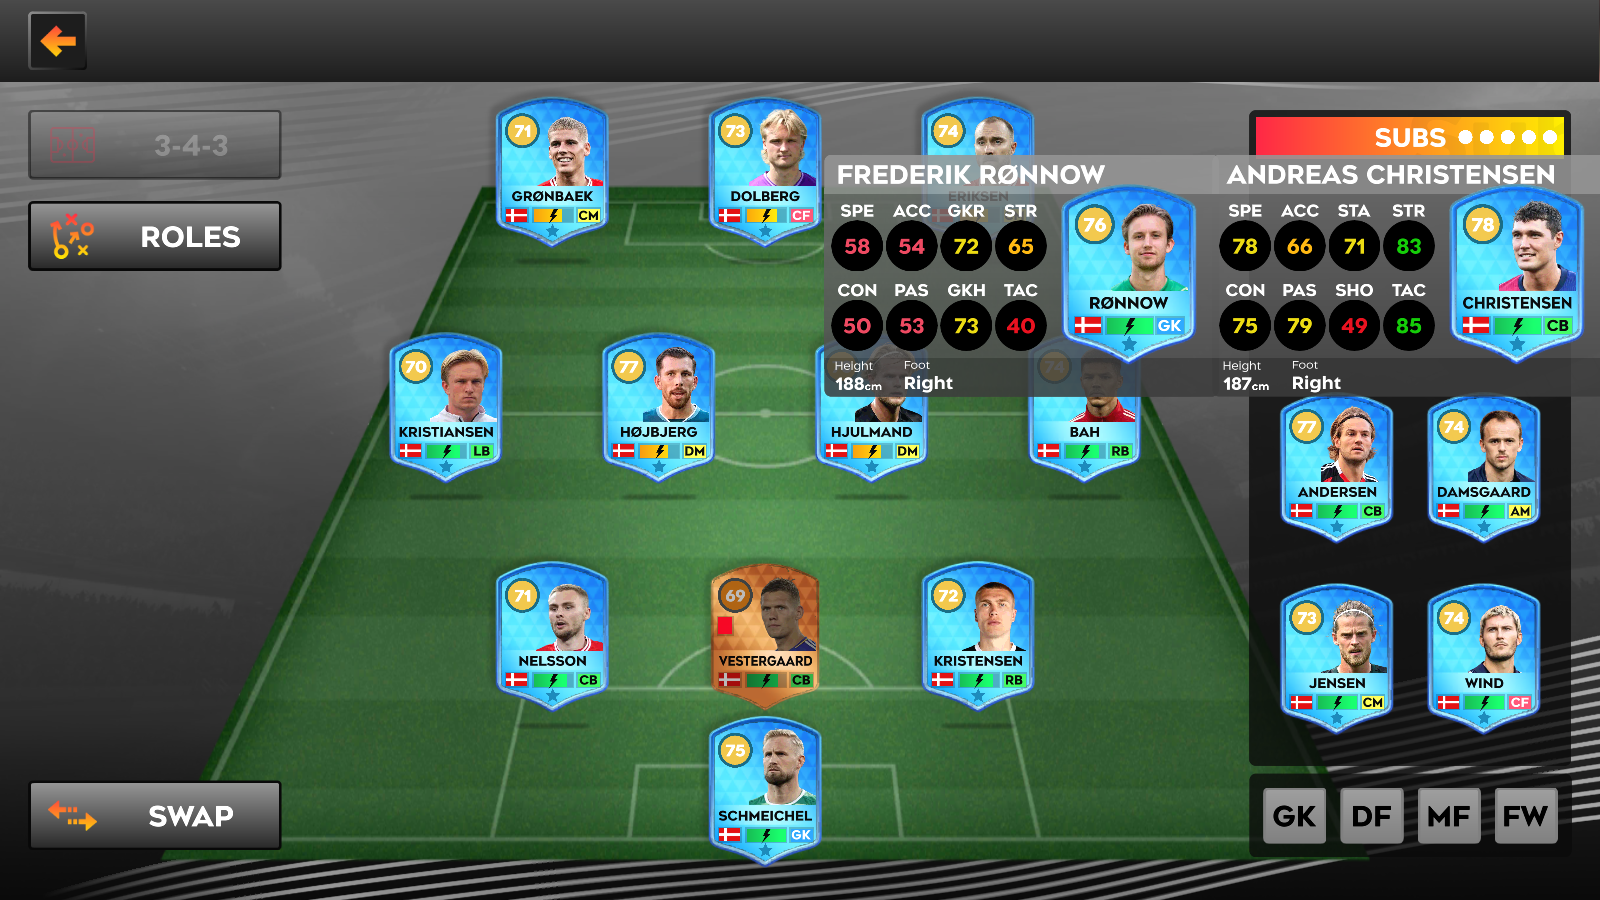 3-4-3
ROLES
SWAP
71
GRØNBAEK
CM
73
DOLBERG
CF
74
ERIKSEN
SUBS
FREDERIK RØNNOW
SPE ACC GKR STR
58 54 72 65
CON PAS GKH TAC
50 53 73 40
Height Foot
188cm Right
76
RØNNOW
GK
ANDREAS CHRISTENSEN
SPE ACC STA STR
78 66 71 83
CON PAS SHO TAC
75 79 49 85
Height Foot
187cm Right
78
CHRISTENSEN
CB
70
KRISTIANSEN
LB
77
HØJBJERG
DM
HJULMAND
DM
74
BAH
RB
77
ANDERSEN
CB
74
DAMSGAARD
AM
71
NELSSON
CB
69
VESTERGAARD
CB
72
KRISTENSEN
RB
73
JENSEN
CM
74
WIND
CF
75
SCHMEICHEL
GK
GK DF MF FW